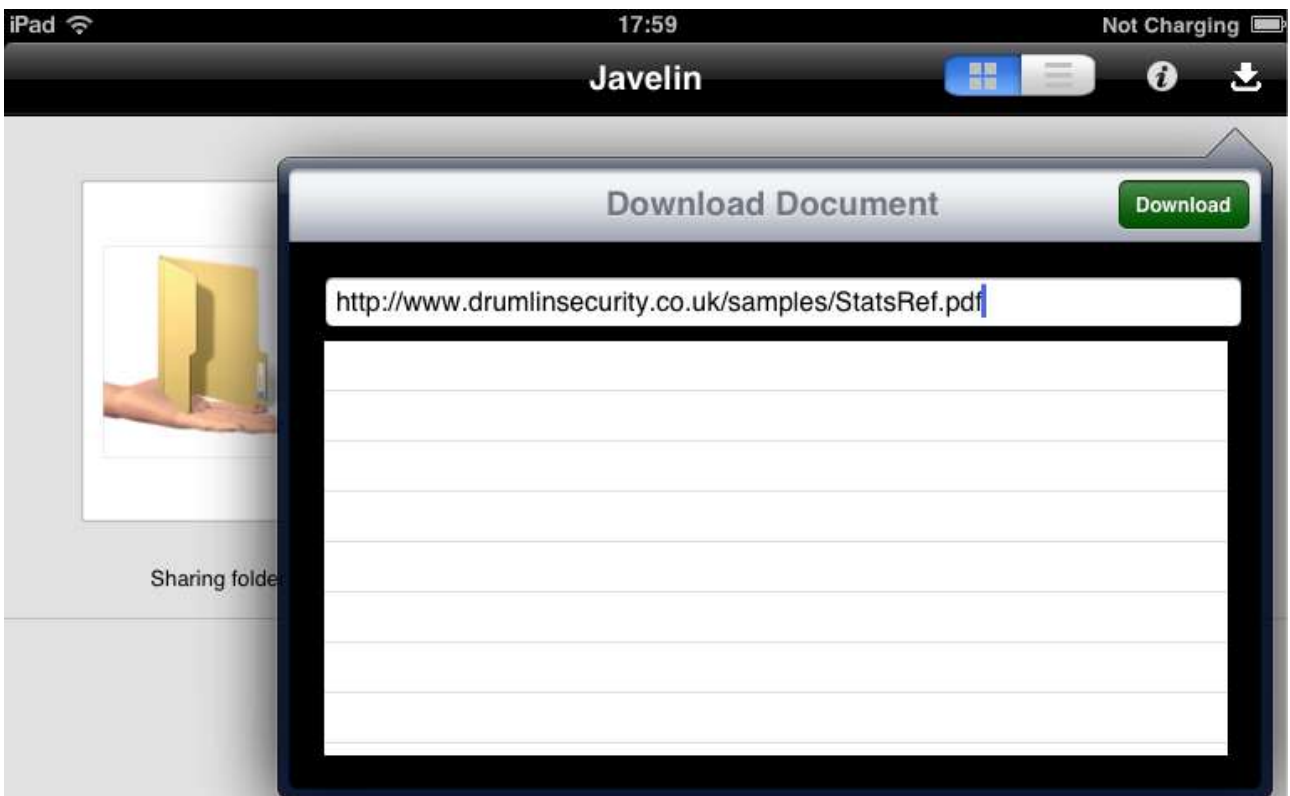 iPad 17:59 Not Charging
Javelin
Download Document Download
http://www.drumlinsecurity.co.uk/samples/StatsRef.pdf
Sharing folde